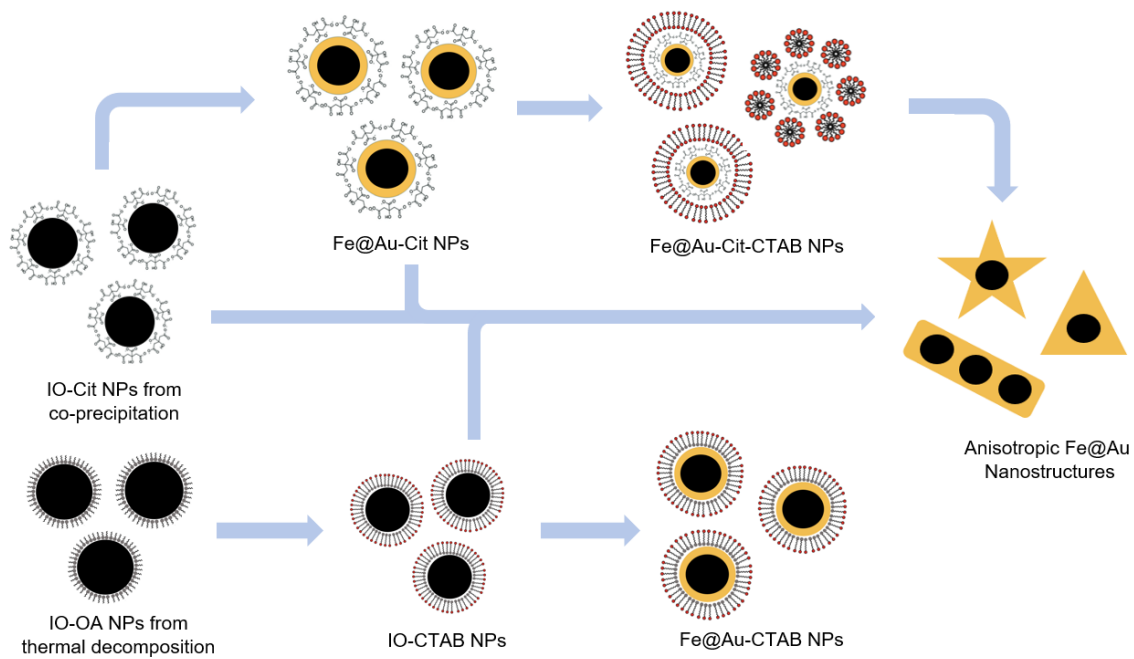 Fe@Au-Cit NPs
Fe@Au-Cit-CTAB NPs
IO-Cit NPs from
co-precipitation
Anisotropic Fe@Au
Nanostructures
IO-OA NPs from
thermal decomposition
IO-CTAB NPs
Fe@Au-CTAB NPs